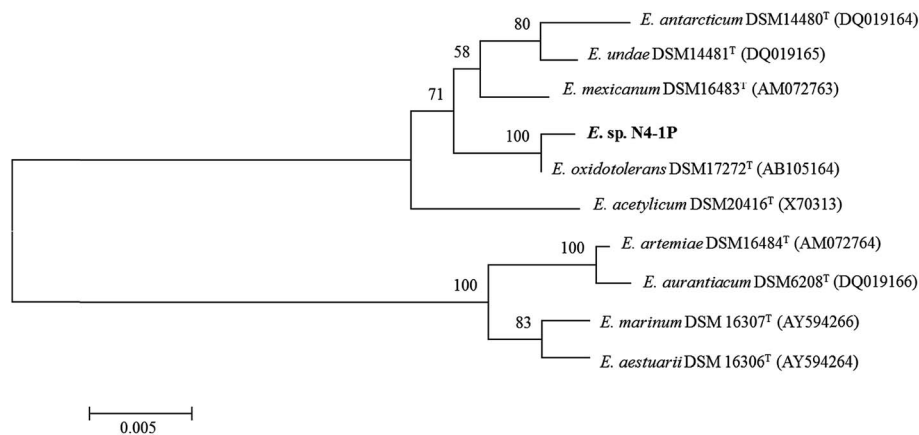 80
E. antarcticum DSM14480ᵀ (DQ019164)
58
E. undae DSM14481ᵀ (DQ019165)
71
E. mexicanum DSM16483ᵀ (AM072763)
100
E. sp. N4-1P
E. oxidotolerans DSM17272ᵀ (AB105164)
E. acetylicum DSM20416ᵀ (X70313)
100
E. artemiae DSM16484ᵀ (AM072764)
100
E. aurantiacum DSM6208ᵀ (DQ019166)
83
E. marinum DSM 16307ᵀ (AY594266)
E. aestuarii DSM 16306ᵀ (AY594264)
0.005